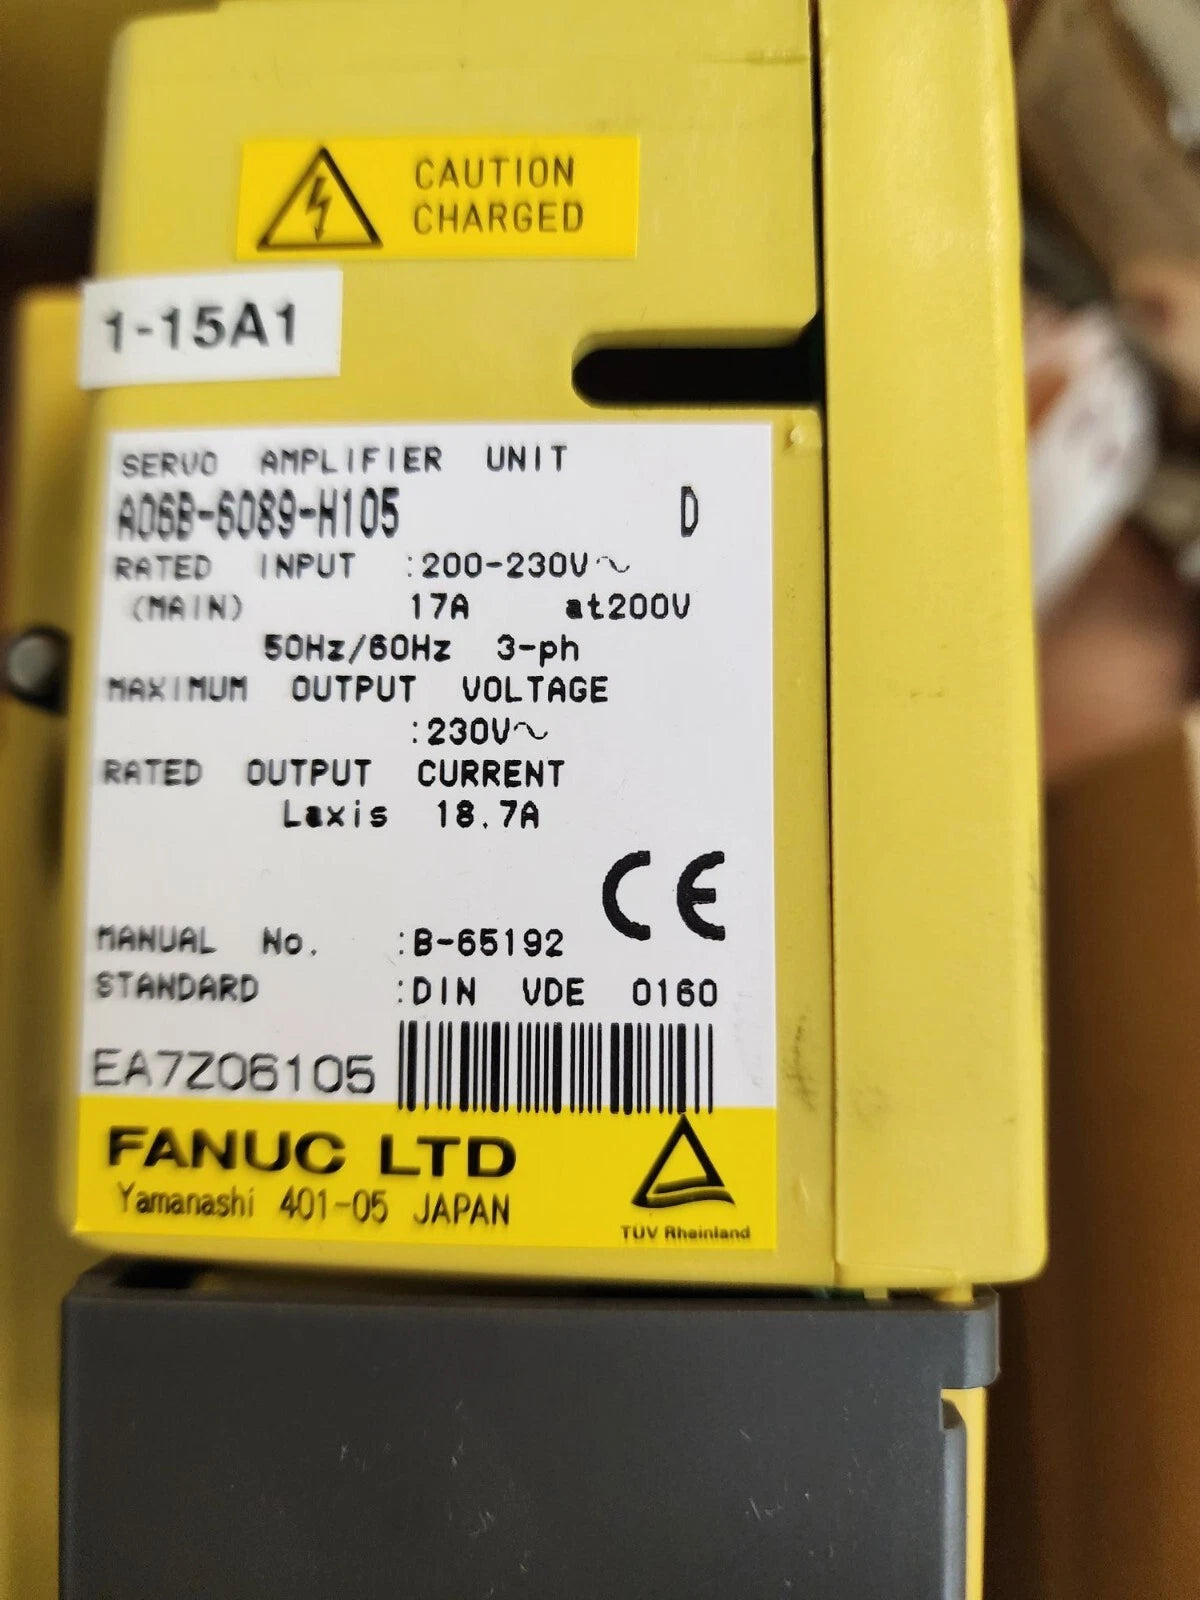 CAUTION
CHARGED
1-15A1
SERVO AMPLIFIER UNIT
A06B-6089-H105 D
RATED INPUT :200-230V~
(MAIN) 17A at200V
50Hz/60Hz 3-ph
MAXIMUM OUTPUT VOLTAGE
:230V~
RATED OUTPUT CURRENT
Laxis 18.7A
CE
MANUAL No. :B-65192
STANDARD :DIN VDE 0160
EA7Z06105
FANUC LTD
Yamanashi 401-05 JAPAN
TÜV Rheinland